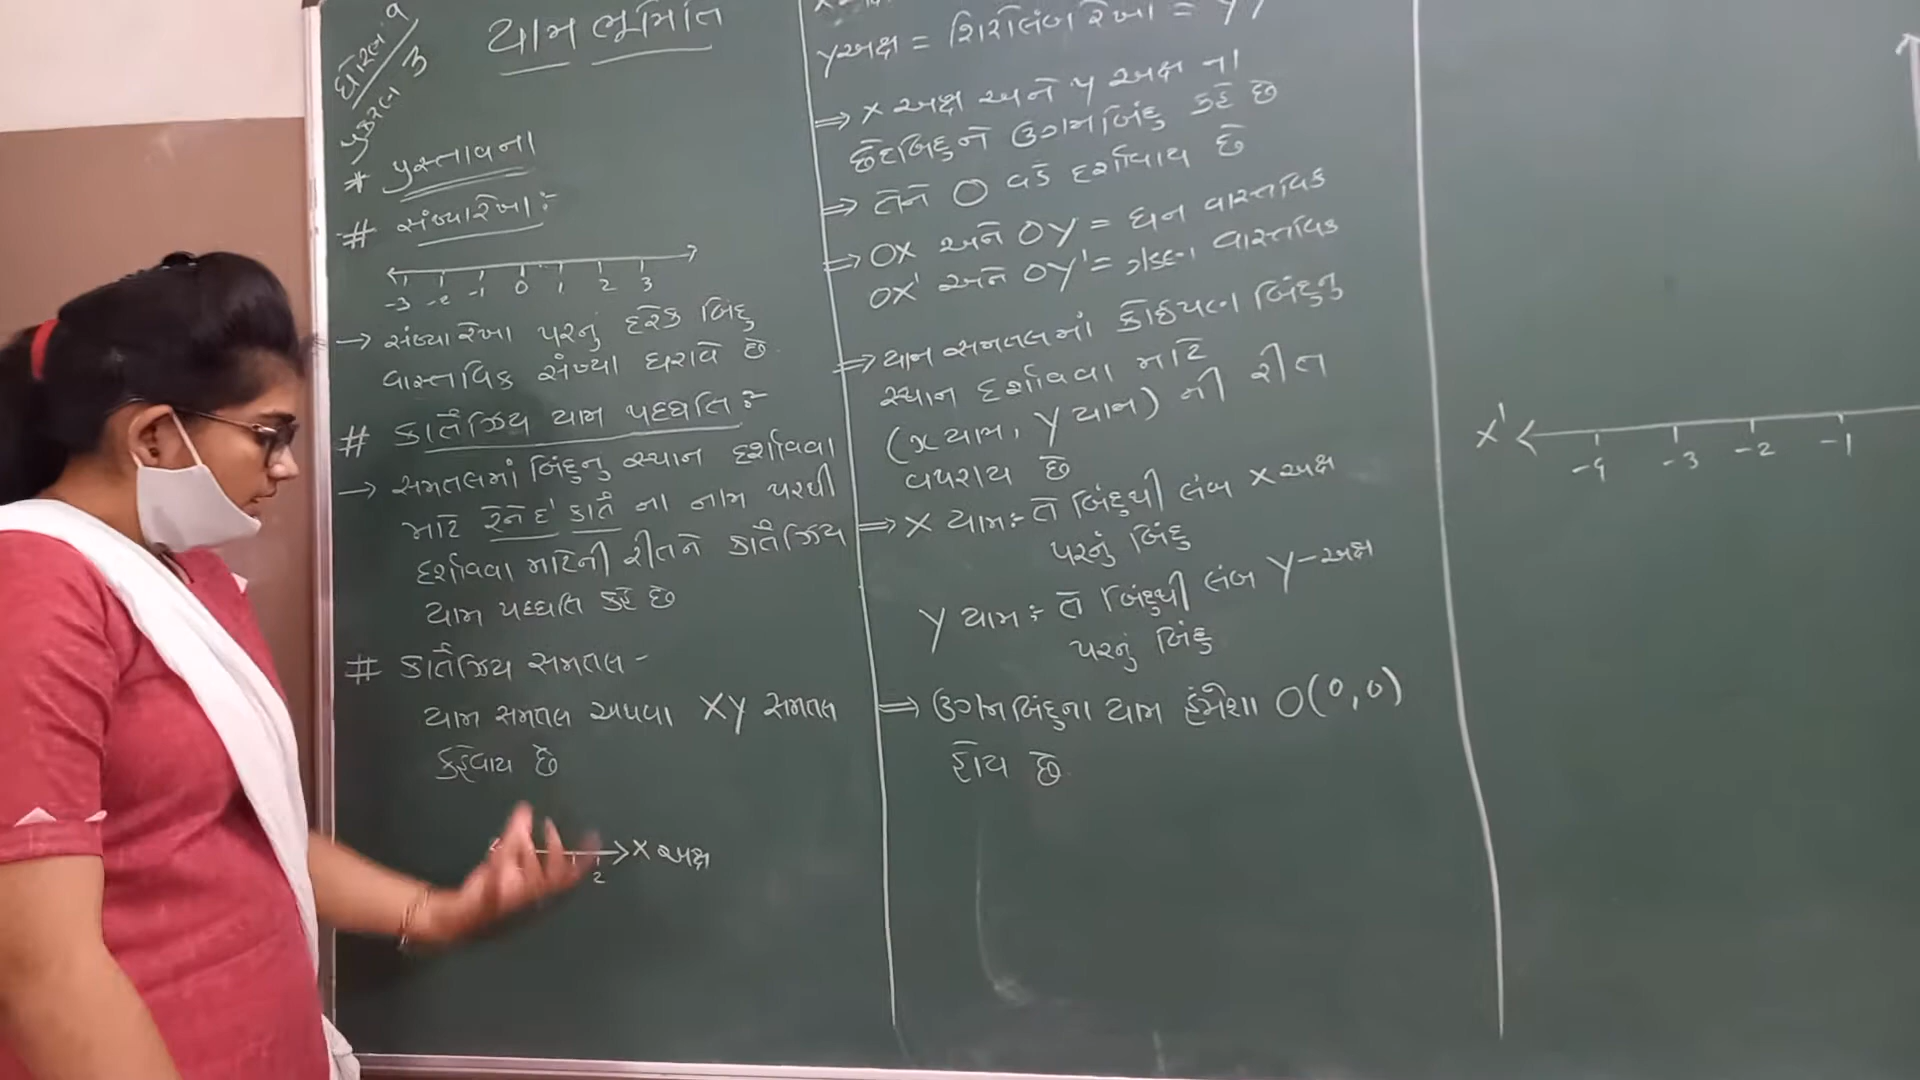 ધોરણ ૯
પ્રકરણ 3
યામ ભૂમિતિ
* પ્રસ્તાવના
# સંખ્યારેખા :-
-3 -2 -1 0 1 2 3
→ સંખ્યા રેખા પરનું દરેક બિંદુ
વાસ્તવિક સંખ્યા ધરાવે છે
# કાર્તેઝિય યામ પદ્ધતિ :-
→ સમતલમાં બિંદુનુ સ્થાન દર્શાવવા
માટે રેને દ' કાર્તે ના નામ પરથી
દર્શાવવા માટેની રીતને કાર્તેઝિય
યામ પદ્ધતિ કહે છે
# કાર્તેઝિય સમતલ -
યામ સમતલ અથવા XY સમતલ
કહેવાય છે
2
X અક્ષ
Y અક્ષ = શિરોલંબ રેખા =
⇒ X અક્ષ અને Y અક્ષ ના
છેદબિંદુને ઉગમબિંદુ કહે છે
⇒ તેને O વડે દર્શાવાય છે
⇒ OX અને OY = ધન વાસ્તવિક
OX' અને OY' = ઋણ વાસ્તવિક
⇒ યામ સમતલમાં કોઈપણ બિંદુનુ
સ્થાન દર્શાવવા માટે
(x યામ, y યામ) ની રીત
વપરાય છે
⇒ X યામ :- તે બિંદુથી લંબ X અક્ષ
પરનું બિંદુ
Y યામ :- તે બિંદુથી લંબ Y-અક્ષ
પરનું બિંદુ
⇒ ઉગમબિંદુના યામ હંમેશા O(0,0)
હોય છે
X' -4 -3 -2 -1